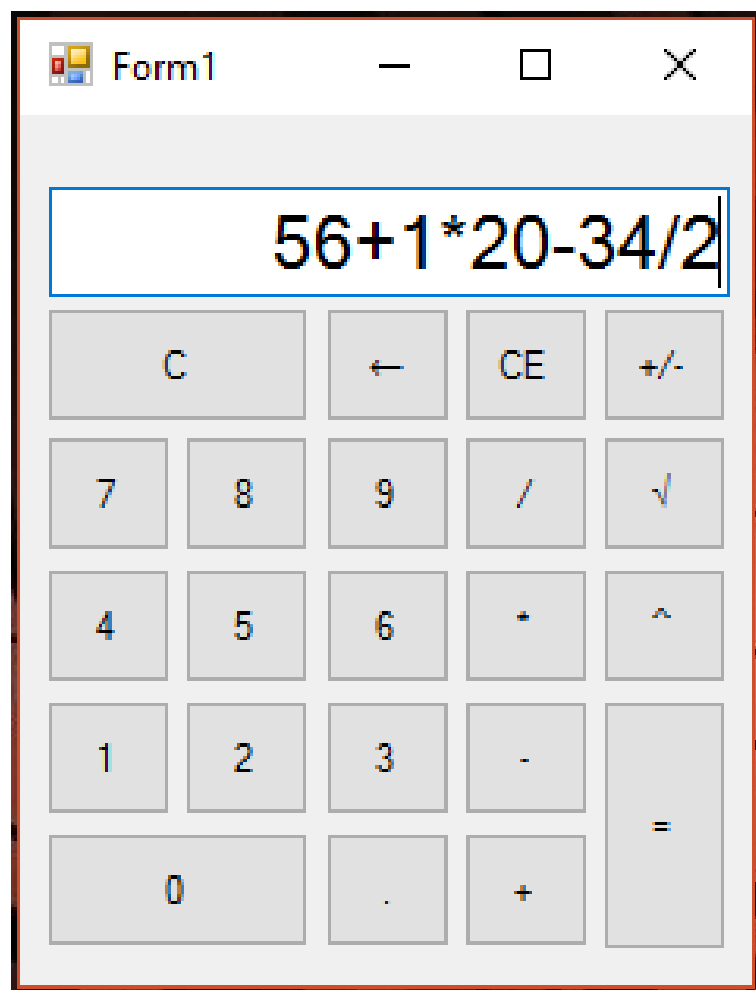 Form1
56+1*20-34/2
C ← CE +/-
7 8 9 / √
4 5 6 * ^
1 2 3 -
=
0 . +